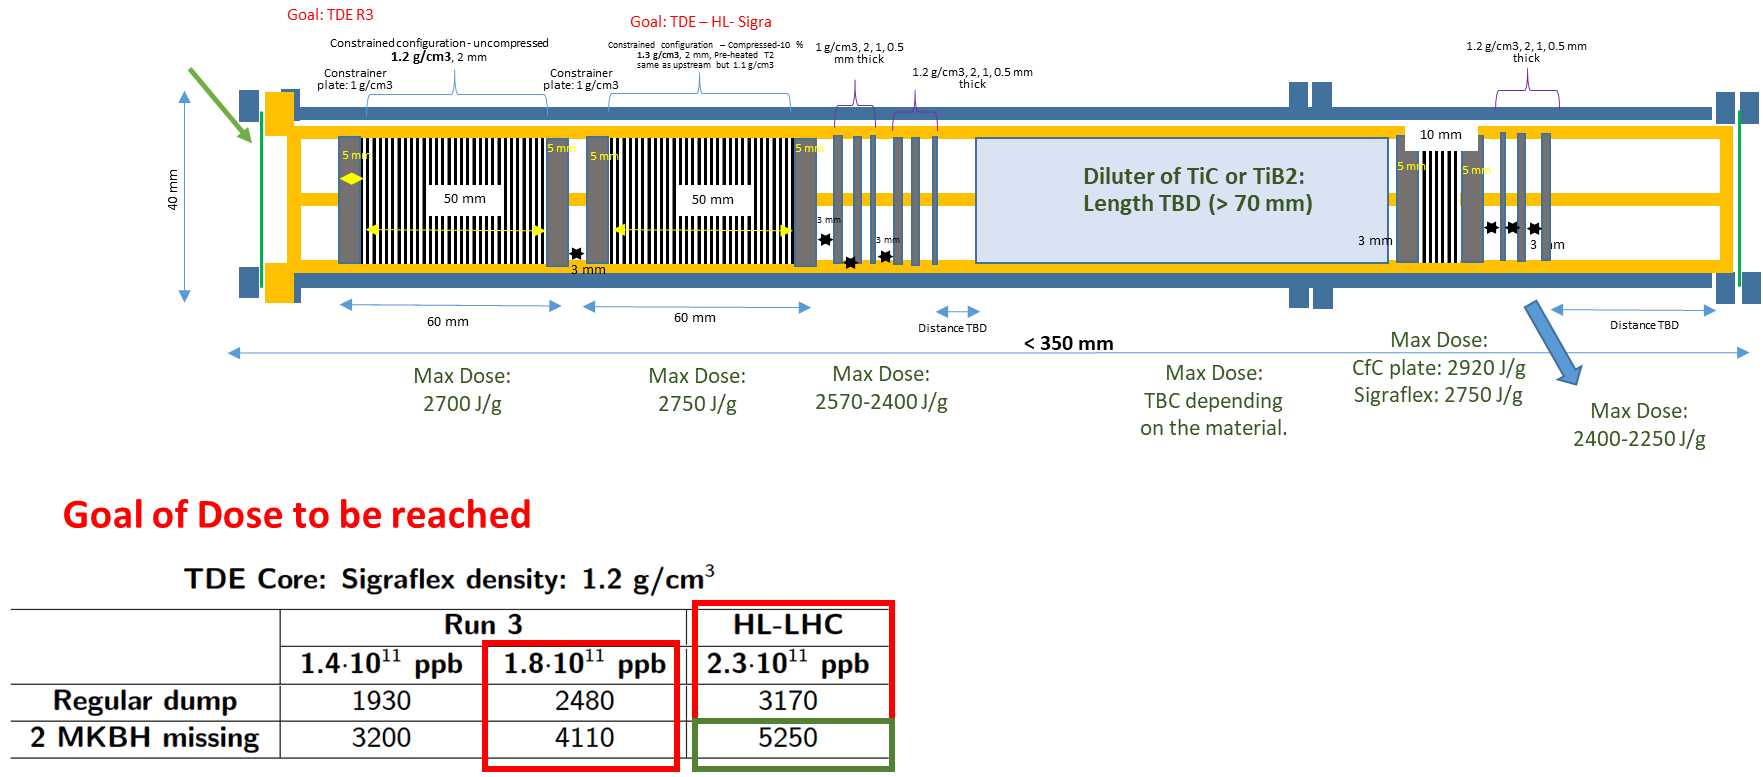 Goal: TDE R3
Goal: TDE – HL- Sigra
Constrained configuration - uncompressed
1.2 g/cm3, 2 mm
Constrainer
plate: 1 g/cm3
Constrained configuration – Compressed-10 %
1.3 g/cm3, 2 mm, Pre-heated T2
same as upstream but 1.1 g/cm3
Constrainer
plate: 1 g/cm3
1 g/cm3, 2, 1, 0.5
mm thick
1.2 g/cm3, 2, 1, 0.5 mm
thick
1.2 g/cm3, 2, 1, 0.5 mm
thick
40 mm
5 mm
50 mm
5 mm
3 mm
5 mm
50 mm
5 mm
3 mm
3 mm
Diluter of TiC or TiB2:
Length TBD (> 70 mm)
3 mm
5 mm
10 mm
5 mm
3 mm
60 mm
60 mm
Distance TBD
Distance TBD
< 350 mm
Max Dose:
2700 J/g
Max Dose:
2750 J/g
Max Dose:
2570-2400 J/g
Max Dose:
TBC depending
on the material.
Max Dose:
CfC plate: 2920 J/g
Sigraflex: 2750 J/g
Max Dose:
2400-2250 J/g
Goal of Dose to be reached
TDE Core: Sigraflex density: 1.2 g/cm³
Run 3 HL-LHC
1.4·10¹¹ ppb 1.8·10¹¹ ppb 2.3·10¹¹ ppb
Regular dump 1930 2480 3170
2 MKBH missing 3200 4110 5250